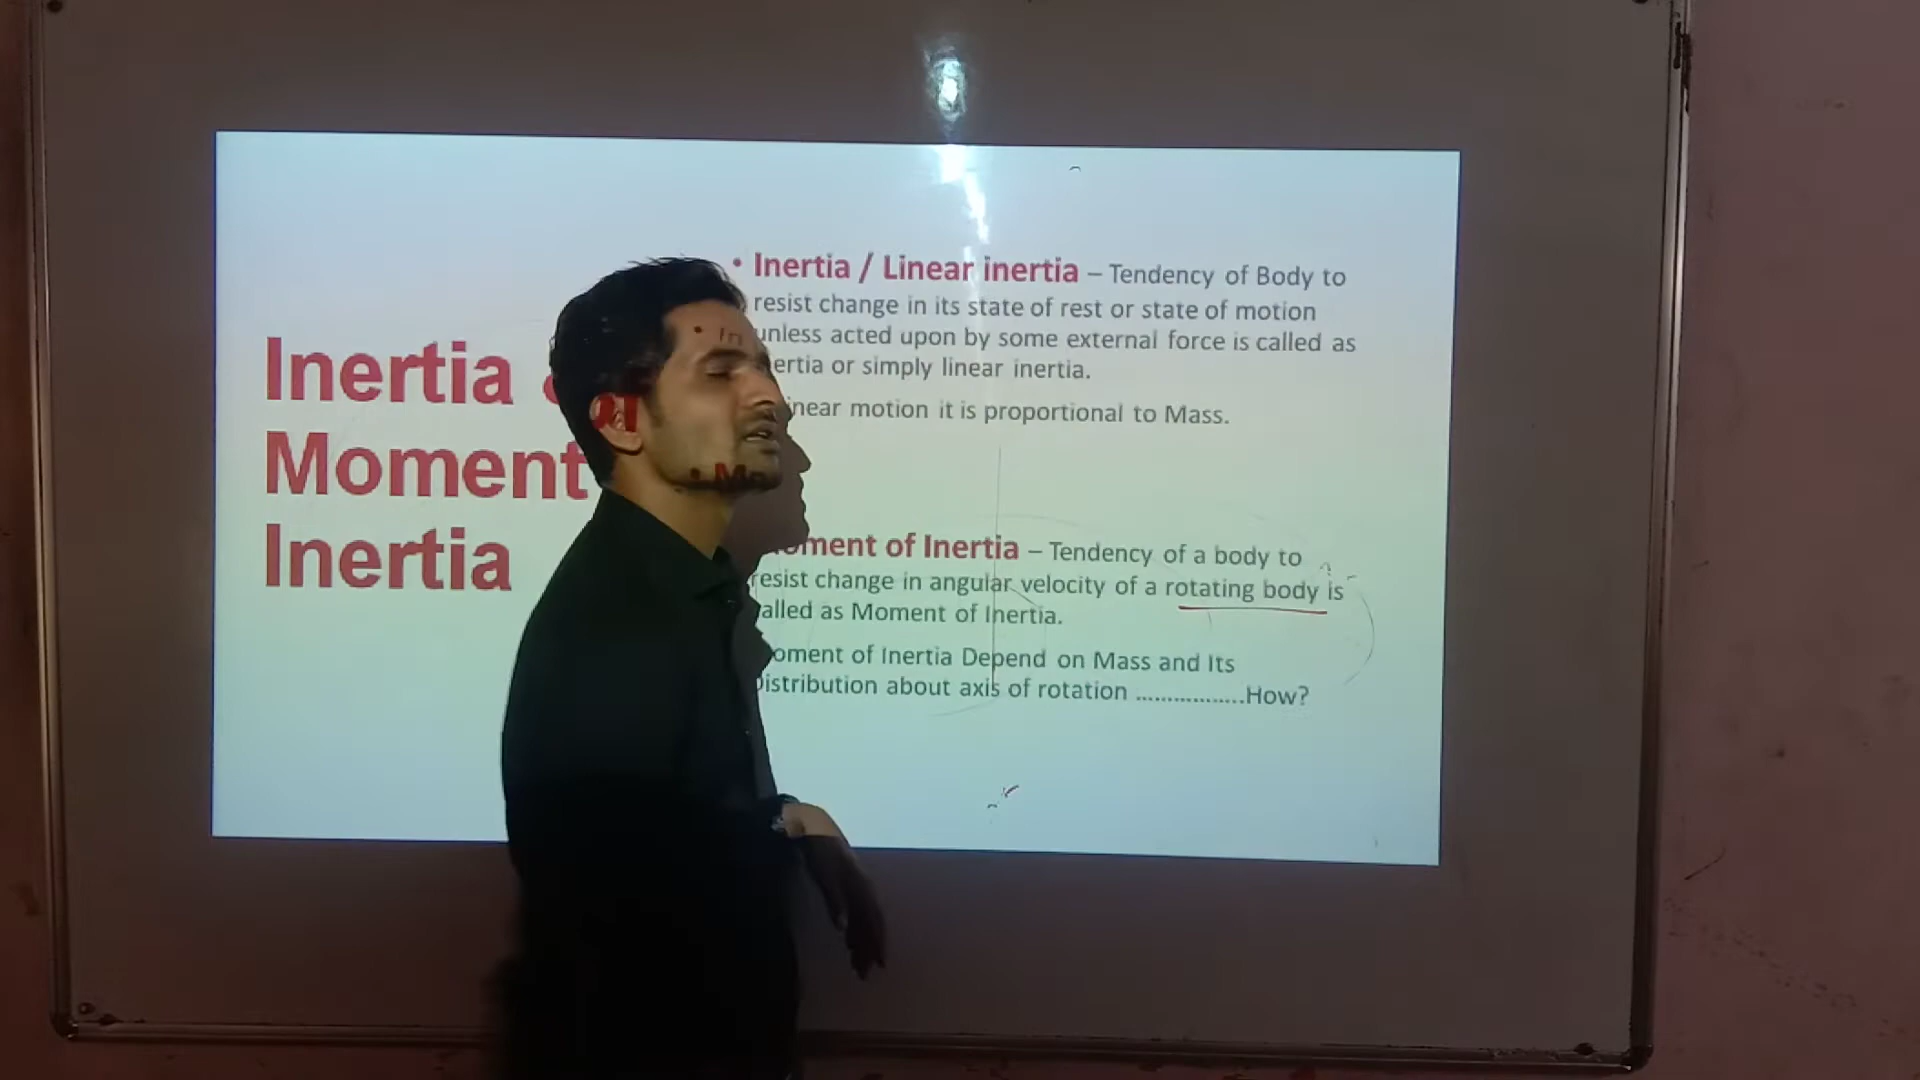 Inertia
Moment
Inertia
• Inertia / Linear inertia – Tendency of Body to
resist change in its state of rest or state of motion
unless acted upon by some external force is called as
ertia or simply linear inertia.
• In
near motion it is proportional to Mass.
• Mo
oment of Inertia – Tendency of a body to
resist change in angular velocity of a rotating body is
alled as Moment of Inertia.
oment of Inertia Depend on Mass and Its
Distribution about axis of rotation .................How?